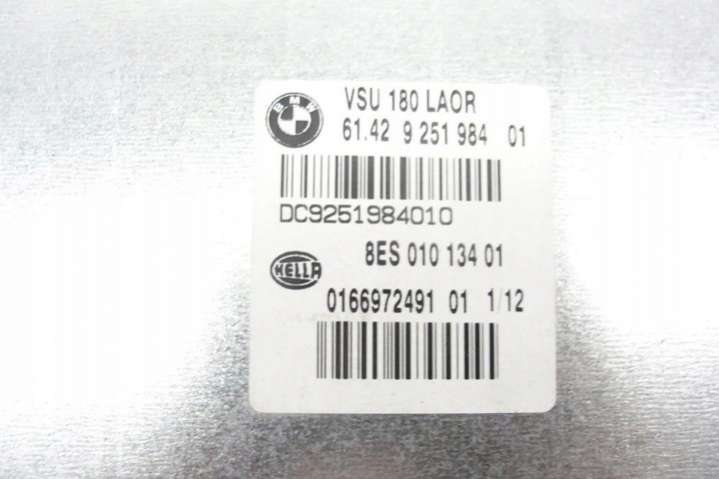 BMW
VSU 180 LAOR
61.42 9 251 984 01
DC9251984010
8ES 010 134 01
HELLA
0166972491 01 1/12